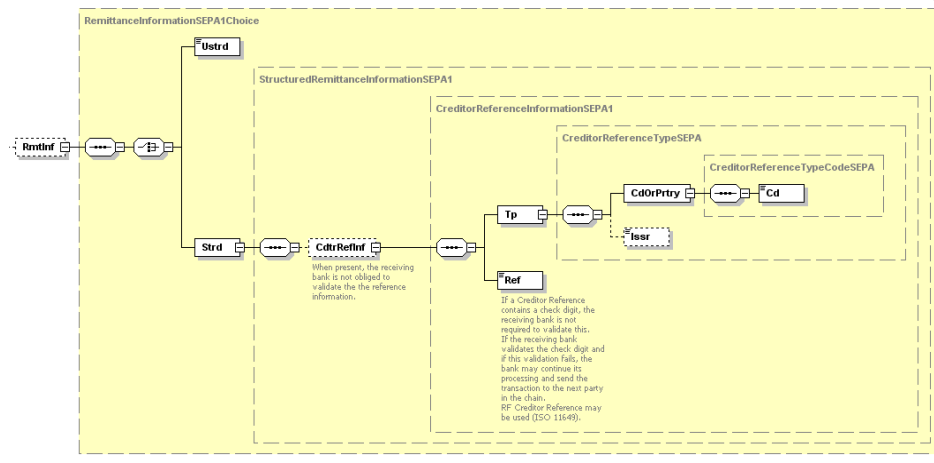 RemittanceInformationSEPA1Choice
Ustrd
StructuredRemittanceInformationSEPA1
CreditorReferenceInformationSEPA1
CreditorReferenceTypeSEPA
RmtInf
CreditorReferenceTypeCodeSEPA
CdOrPrtry
Cd
Tp
Issr
Strd
CdtrRefInf
When present, the receiving
bank is not obliged to
validate the the reference
information.
Ref
If a Creditor Reference
contains a check digit, the
receiving bank is not
required to validate this.
If the receiving bank
validates the check digit and
if this validation fails, the
bank may continue its
processing and send the
transaction to the next party
in the chain.
RF Creditor Reference may
be used (ISO 11649).